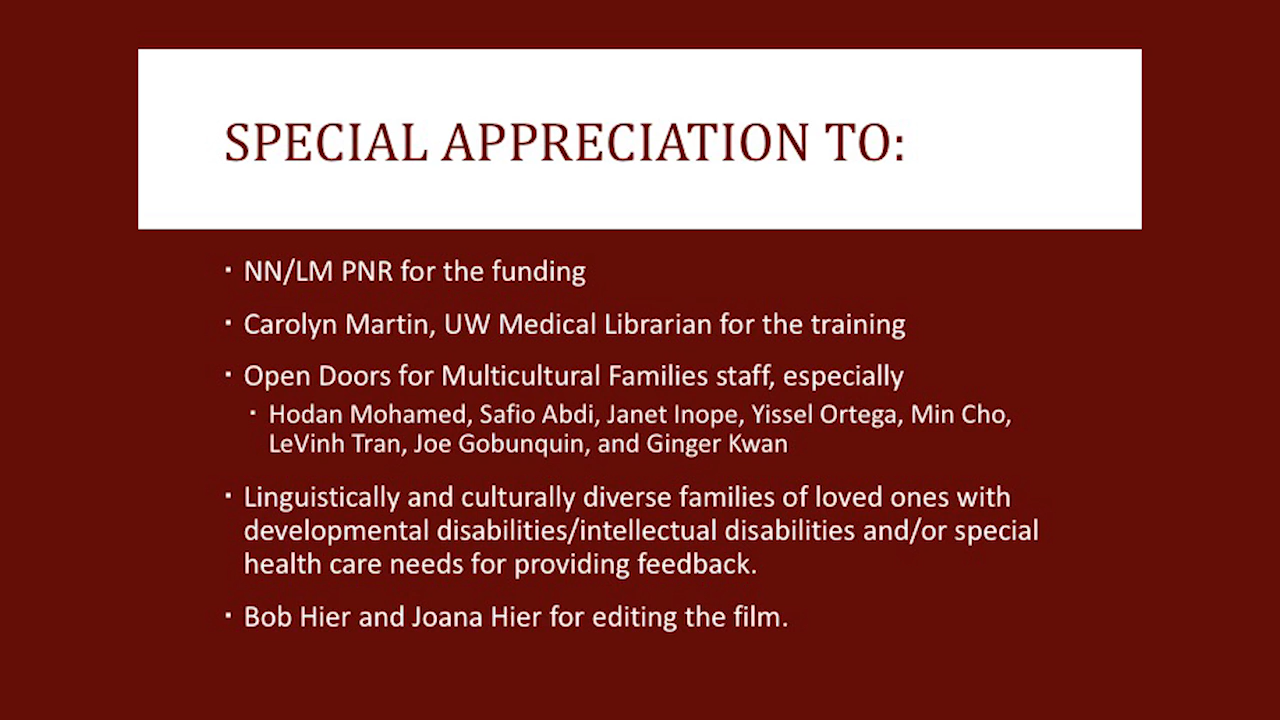 SPECIAL APPRECIATION TO:
▪ NN/LM PNR for the funding
▪ Carolyn Martin, UW Medical Librarian for the training
▪ Open Doors for Multicultural Families staff, especially
▪ Hodan Mohamed, Safio Abdi, Janet Inope, Yissel Ortega, Min Cho,
LeVinh Tran, Joe Gobunquin, and Ginger Kwan
▪ Linguistically and culturally diverse families of loved ones with
developmental disabilities/intellectual disabilities and/or special
health care needs for providing feedback.
▪ Bob Hier and Joana Hier for editing the film.